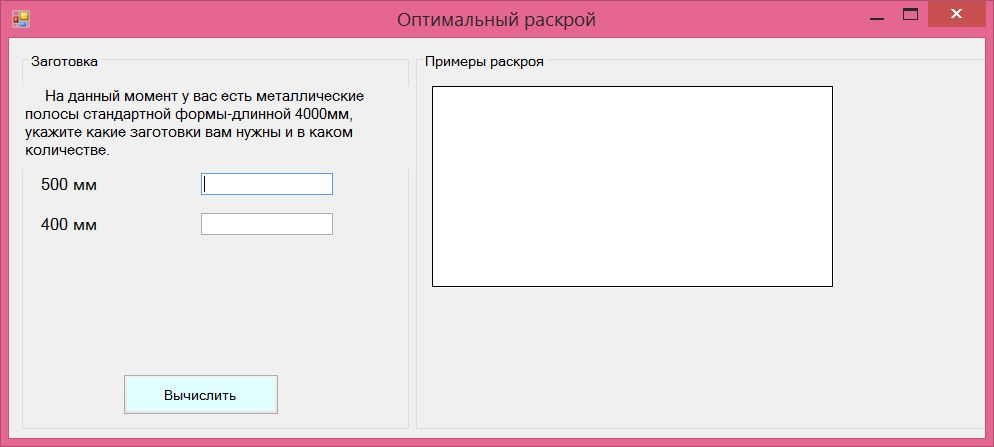 Оптимальный раскрой
Заготовка
На данный момент у вас есть металлические
полосы стандартной формы-длинной 4000мм,
укажите какие заготовки вам нужны и в каком
количестве.
500 мм
400 мм
Вычислить
Примеры раскроя